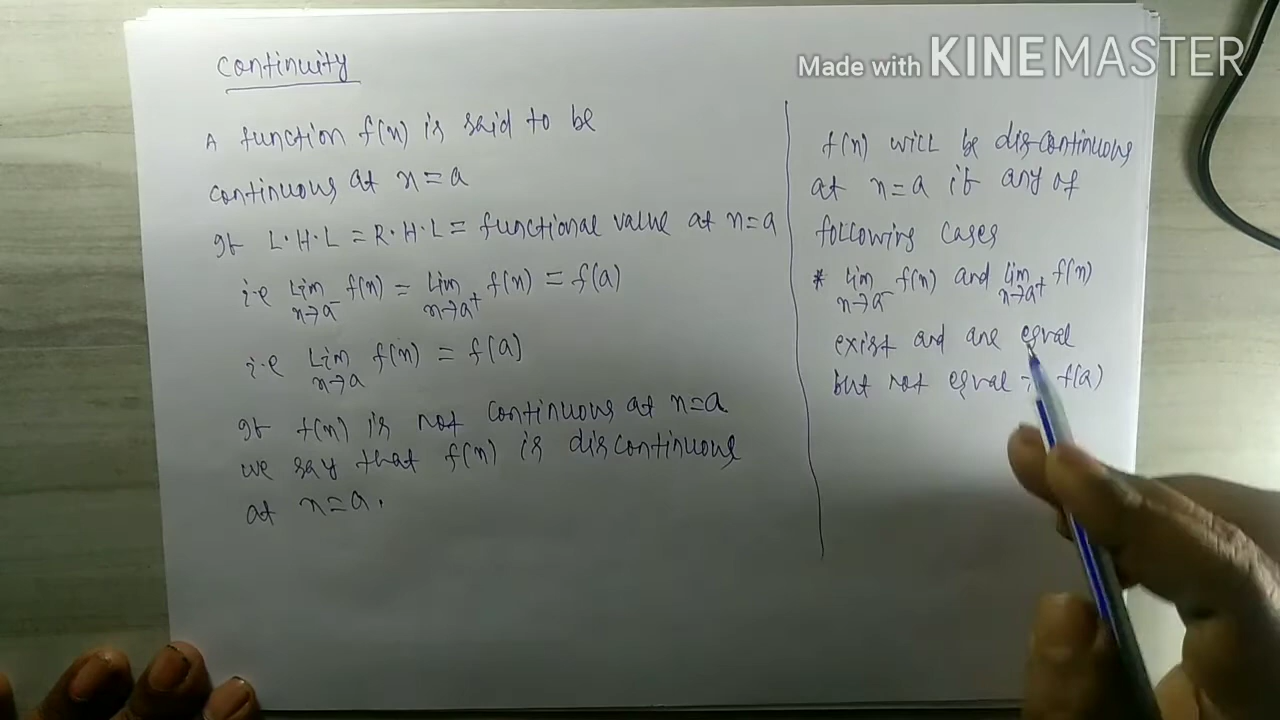 Made with KINEMASTER
Continuity
A function f(x) is said to be
continuous at x = a
If L.H.L = R.H.L = functional value at x = a
i.e Lim x→a⁻ f(x) = Lim x→a⁺ f(x) = f(a)
i.e Lim x→a f(x) = f(a)
If f(x) is not continuous at x = a
we say that f(x) is discontinuous
at x = a.
f(x) will be discontinuous
at x = a if any of
following cases
* Lim x→a⁻ f(x) and Lim x→a⁺ f(x)
exist and are equal
but not equal f(a)